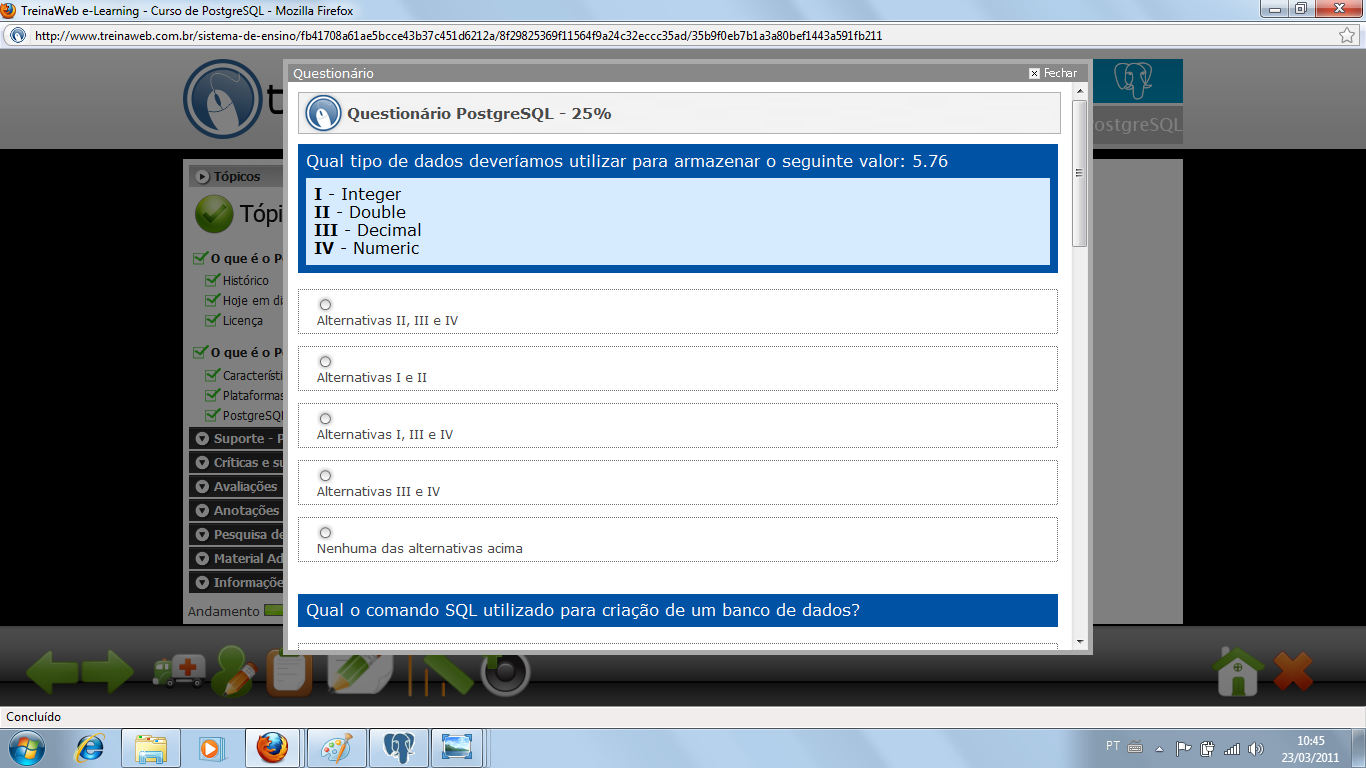 TreinaWeb e-Learning - Curso de PostgreSQL - Mozilla Firefox
http://www.treinaweb.com.br/sistema-de-ensino/fb41708a61ae5bcce43b37c451d6212a/8f29825369f11564f9a24c32eccc35ad/35b9f0eb7b1a3a80bef1443a591fb211
Questionário
Fechar
Questionário PostgreSQL - 25%
ostgreSQL
Qual tipo de dados deveríamos utilizar para armazenar o seguinte valor: 5.76
I - Integer
II - Double
III - Decimal
IV - Numeric
Alternativas II, III e IV
Alternativas I e II
Alternativas I, III e IV
Alternativas III e IV
Nenhuma das alternativas acima
Qual o comando SQL utilizado para criação de um banco de dados?
t
Tópicos
Tópi
O que é o P
Histórico
Hoje em di
Licença
O que é o P
Característi
Plataformas
PostgreSQL
Suporte - P
Críticas e su
Avaliações
Anotações
Pesquisa de
Material Ad
Informaçõe
Andamento
Concluído
PT
10:45
23/03/2011